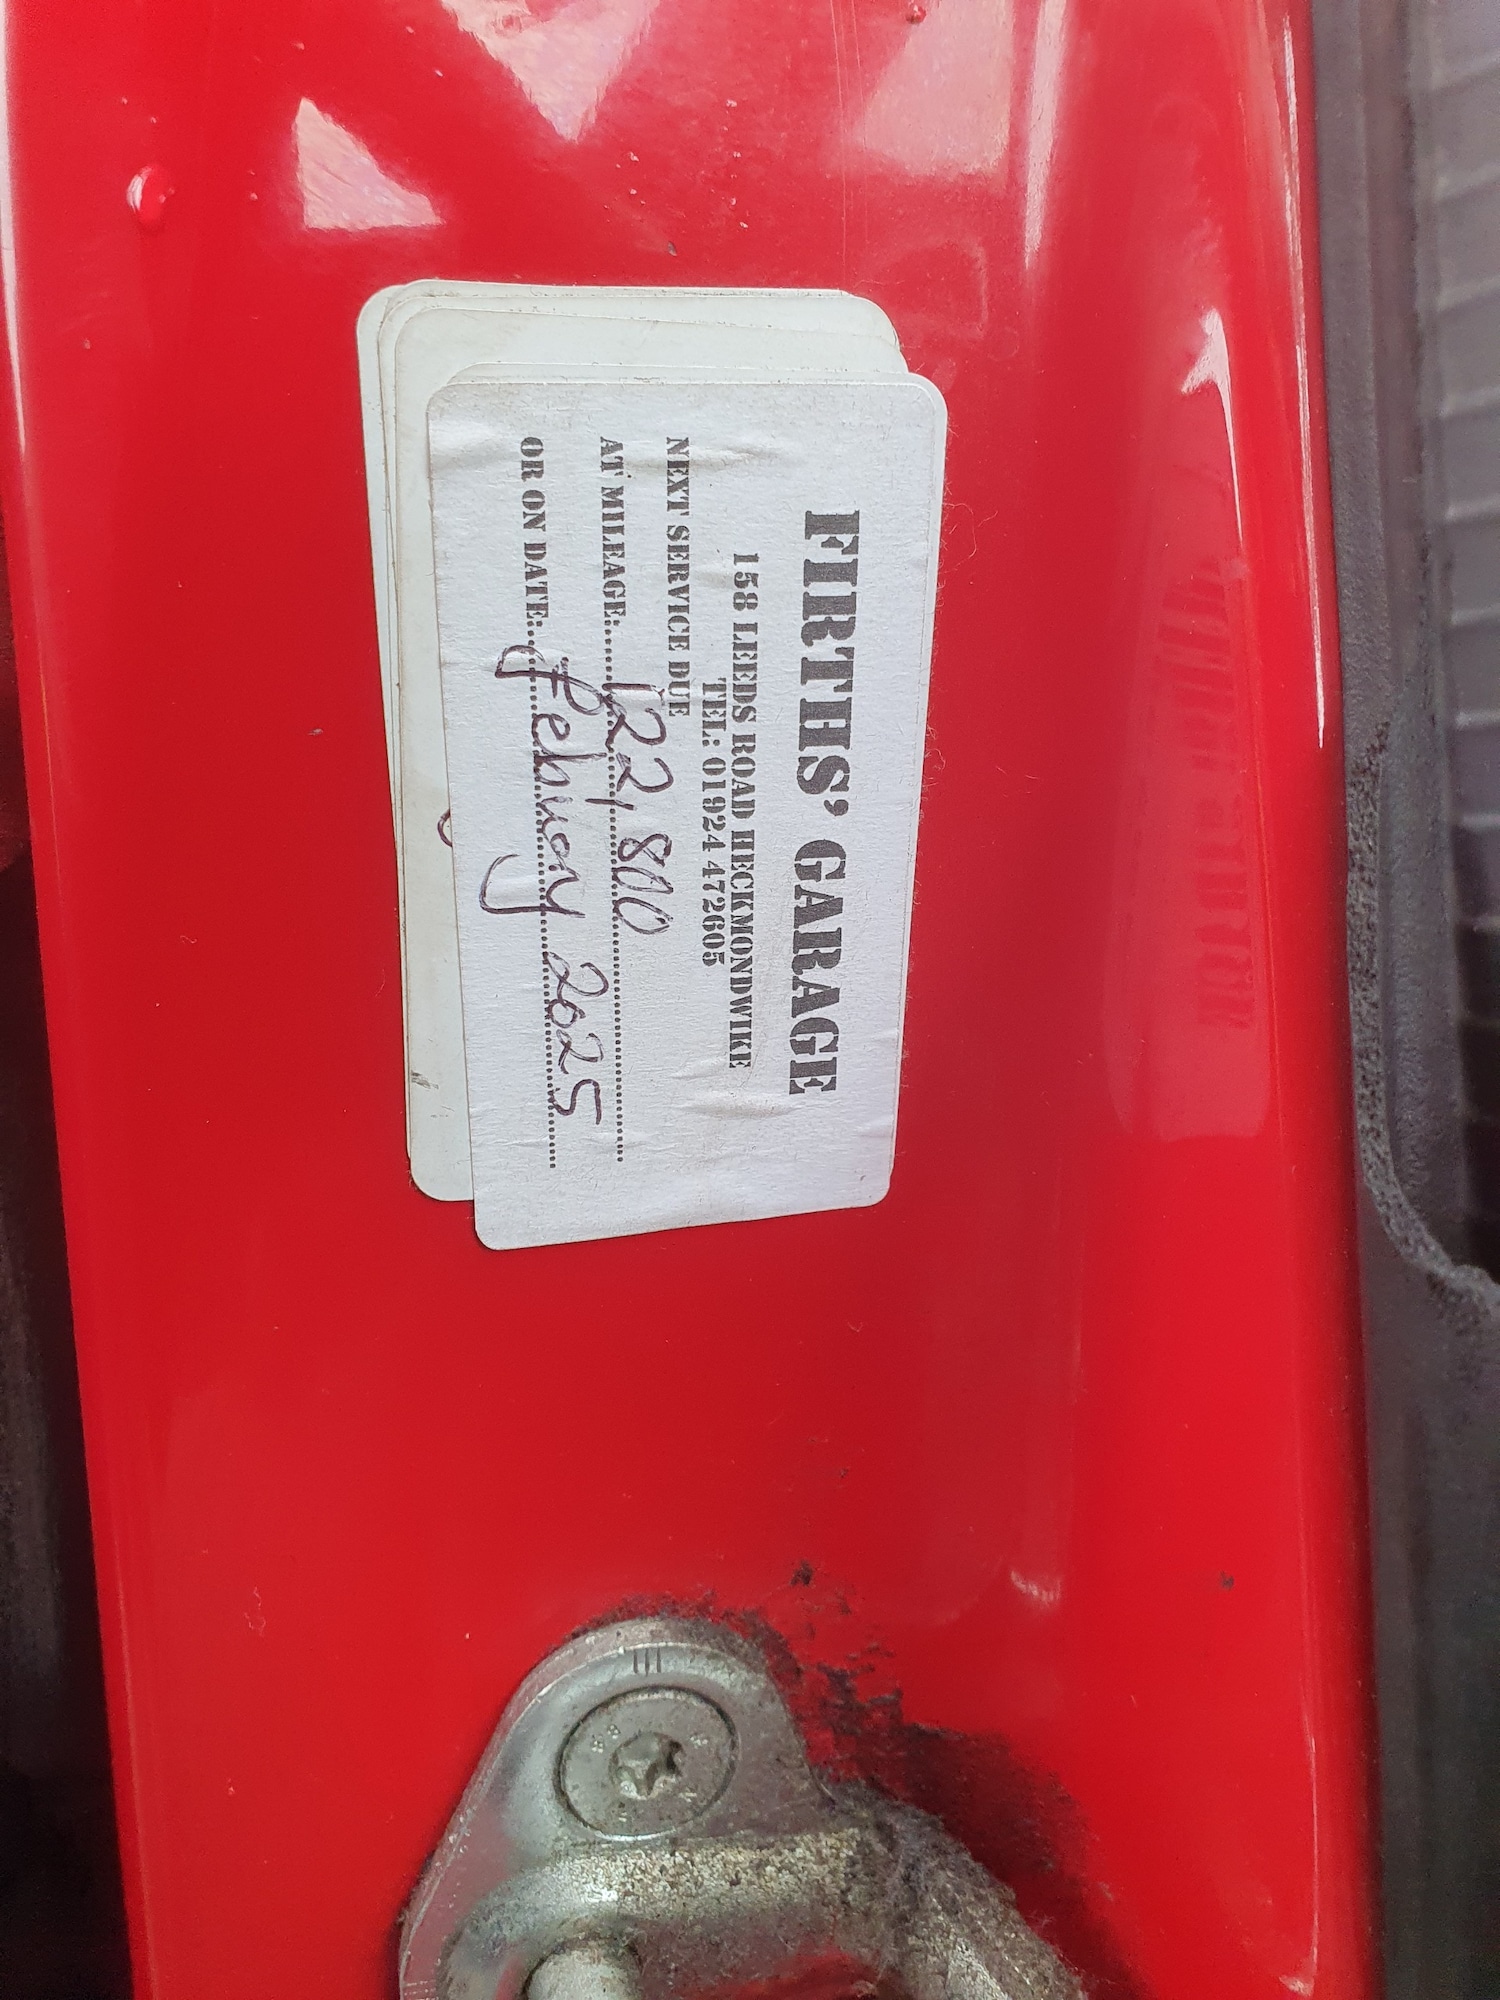 FIRTHS' GARAGE
158 LEEDS ROAD HECKMONDWIKE
TEL: 01924 472605
NEXT SERVICE DUE
AT MILEAGE: 122,800
OR ON DATE: Febuary 2025